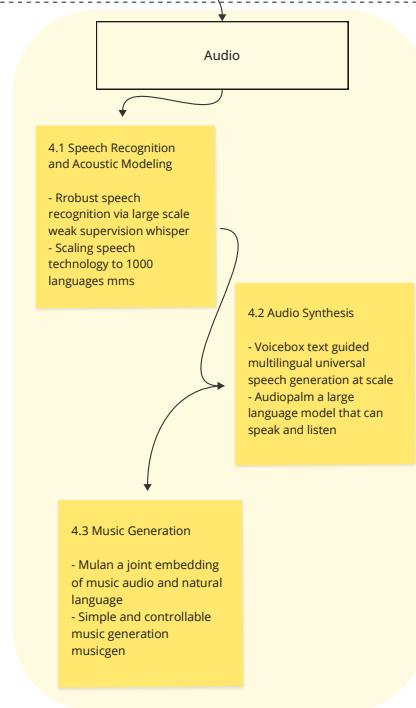 Audio
4.1 Speech Recognition
and Acoustic Modeling
- Rrobust speech
recognition via large scale
weak supervision whisper
- Scaling speech
technology to 1000
languages mms
4.2 Audio Synthesis
- Voicebox text guided
multilingual universal
speech generation at scale
- Audiopalm a large
language model that can
speak and listen
4.3 Music Generation
- Mulan a joint embedding
of music audio and natural
language
- Simple and controllable
music generation
musicgen